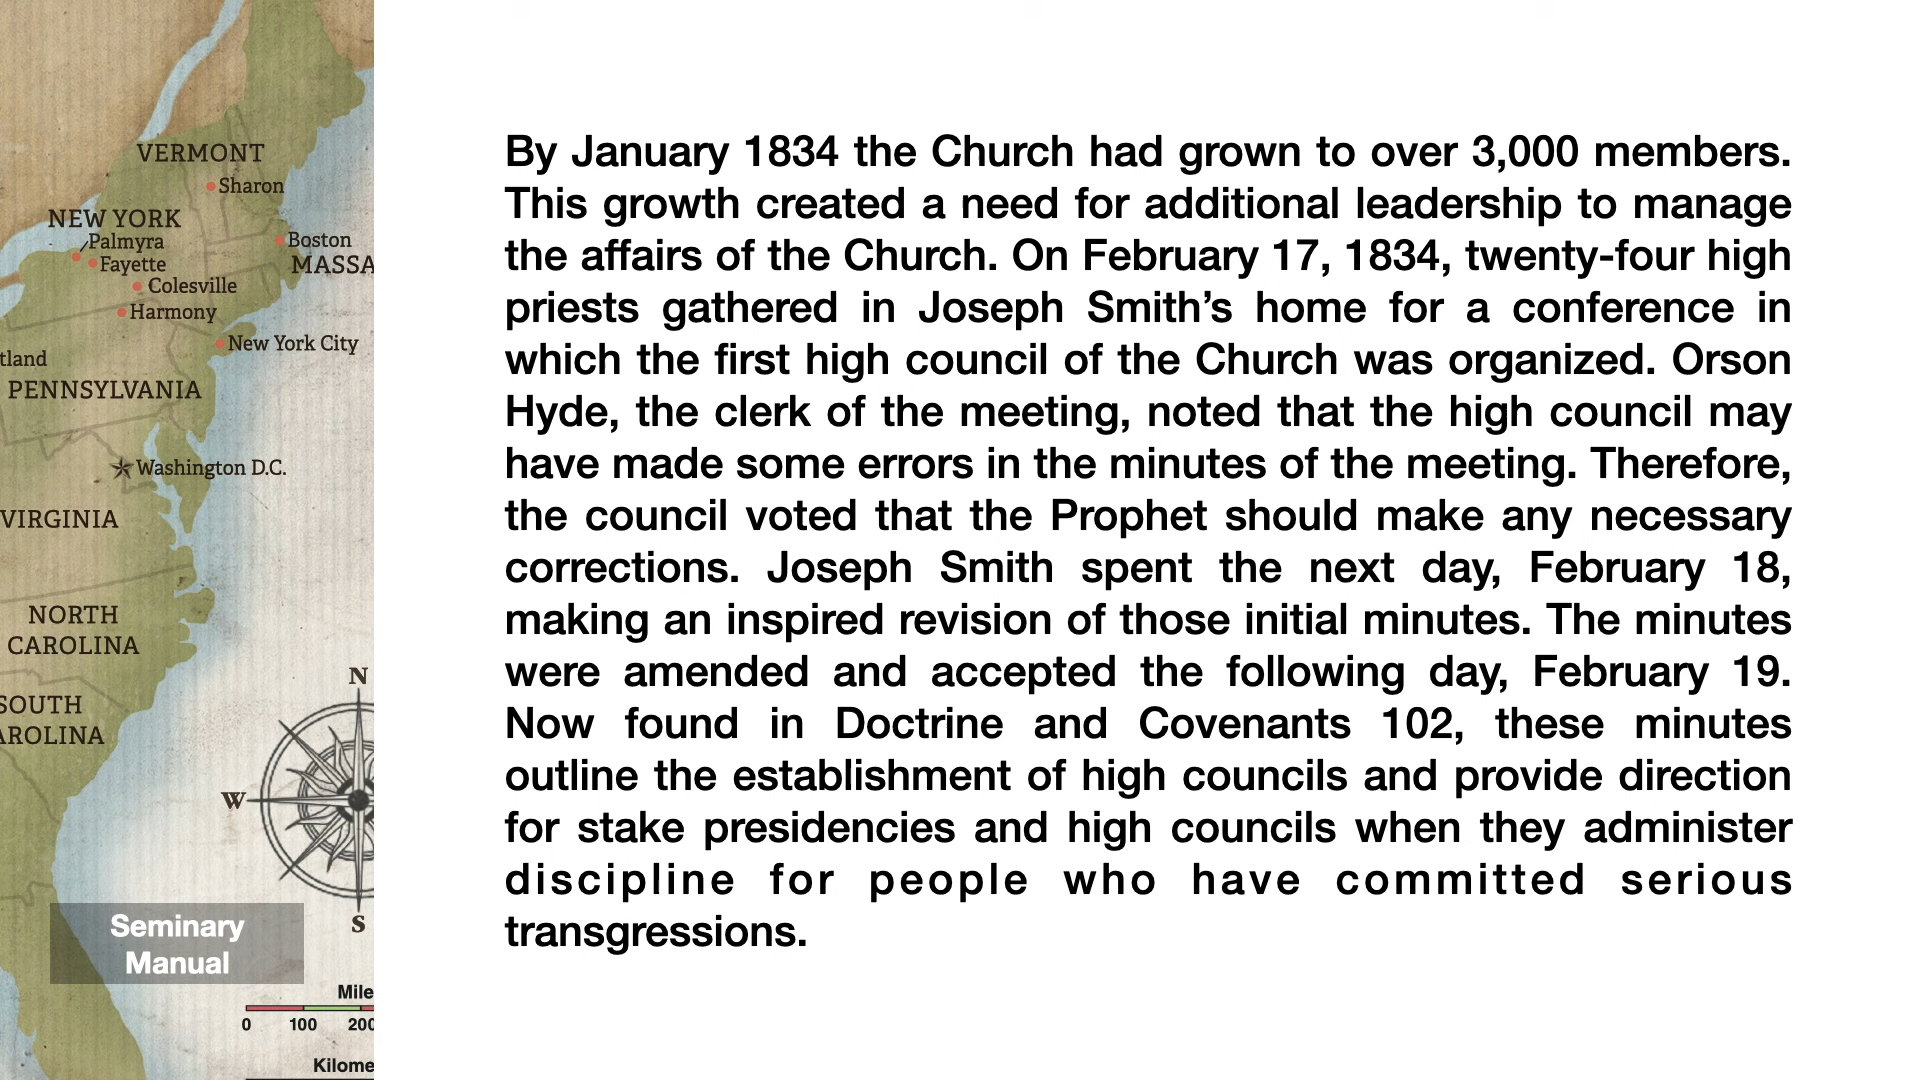 VERMONT
Sharon
NEW YORK
Palmyra
Boston
Fayette
MASSA
Colesville
Harmony
New York City
tland
PENNSYLVANIA
Washington D.C.
VIRGINIA
NORTH
CAROLINA
SOUTH
AROLINA
N
W
S
Seminary
Manual
Mile
0 100 200
Kilome
By January 1834 the Church had grown to over 3,000 members.
This growth created a need for additional leadership to manage
the affairs of the Church. On February 17, 1834, twenty-four high
priests gathered in Joseph Smith’s home for a conference in
which the first high council of the Church was organized. Orson
Hyde, the clerk of the meeting, noted that the high council may
have made some errors in the minutes of the meeting. Therefore,
the council voted that the Prophet should make any necessary
corrections. Joseph Smith spent the next day, February 18,
making an inspired revision of those initial minutes. The minutes
were amended and accepted the following day, February 19.
Now found in Doctrine and Covenants 102, these minutes
outline the establishment of high councils and provide direction
for stake presidencies and high councils when they administer
discipline for people who have committed serious
transgressions.